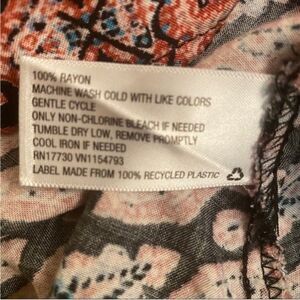 100% RAYON
MACHINE WASH COLD WITH LIKE COLORS
GENTLE CYCLE
ONLY NON-CHLORINE BLEACH IF NEEDED
TUMBLE DRY LOW, REMOVE PROMPTLY
COOL IRON IF NEEDED
RN17730 VN1154793
LABEL MADE FROM 100% RECYCLED PLASTIC